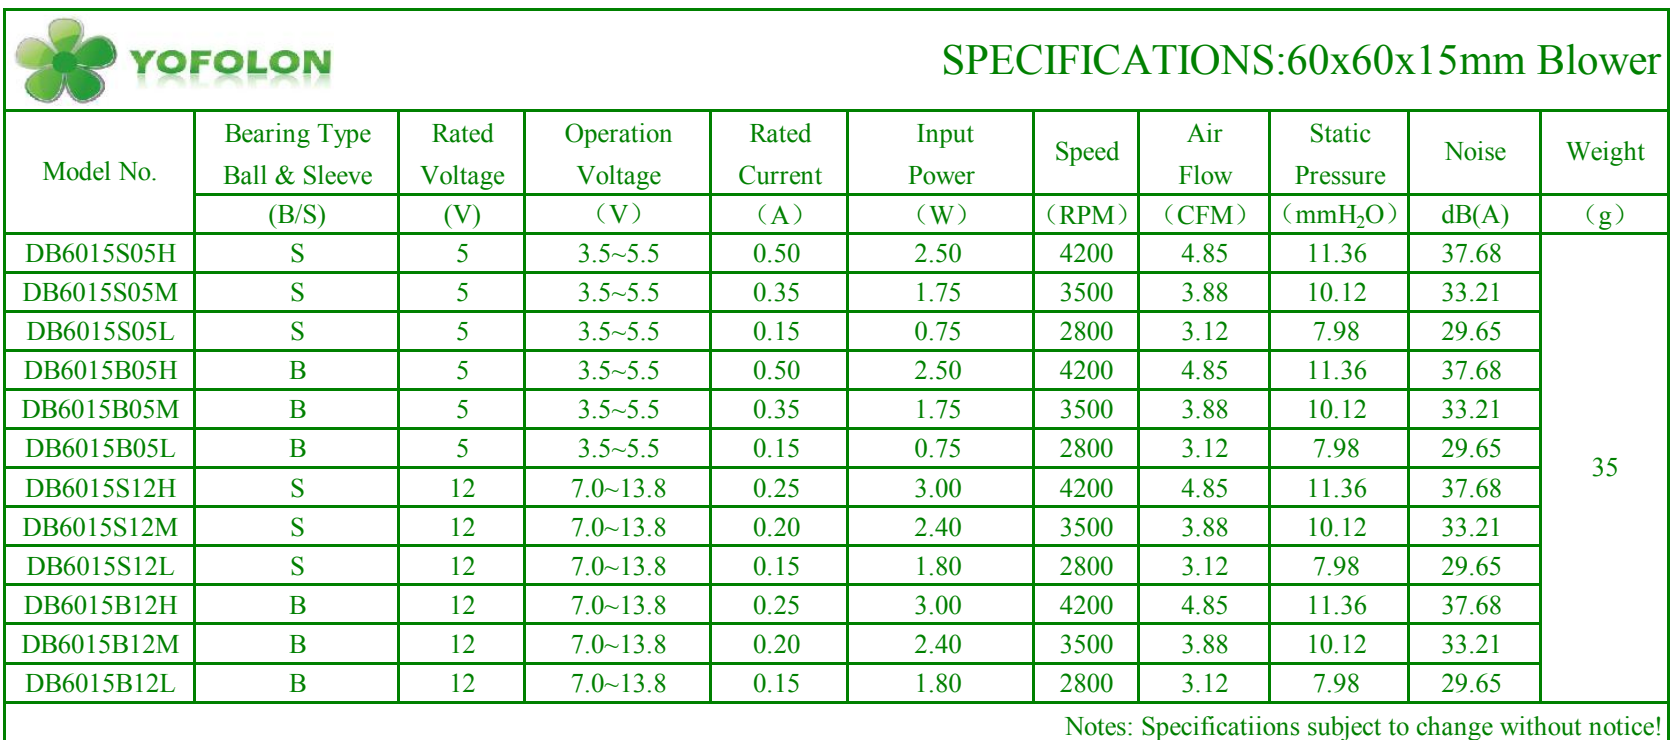 YOFOLON
SPECIFICATIONS:60x60x15mm Blower
Model No. Bearing Type Ball & Sleeve Rated Voltage Operation Voltage Rated Current Input Power Speed Air Flow Static Pressure Noise Weight
(B/S) (V) （V） （A） （W） （RPM） （CFM） （mmH₂O） dB(A) （g）
DB6015S05H S 5 3.5~5.5 0.50 2.50 4200 4.85 11.36 37.68
DB6015S05M S 5 3.5~5.5 0.35 1.75 3500 3.88 10.12 33.21
DB6015S05L S 5 3.5~5.5 0.15 0.75 2800 3.12 7.98 29.65
DB6015B05H B 5 3.5~5.5 0.50 2.50 4200 4.85 11.36 37.68
DB6015B05M B 5 3.5~5.5 0.35 1.75 3500 3.88 10.12 33.21
DB6015B05L B 5 3.5~5.5 0.15 0.75 2800 3.12 7.98 29.65
35
DB6015S12H S 12 7.0~13.8 0.25 3.00 4200 4.85 11.36 37.68
DB6015S12M S 12 7.0~13.8 0.20 2.40 3500 3.88 10.12 33.21
DB6015S12L S 12 7.0~13.8 0.15 1.80 2800 3.12 7.98 29.65
DB6015B12H B 12 7.0~13.8 0.25 3.00 4200 4.85 11.36 37.68
DB6015B12M B 12 7.0~13.8 0.20 2.40 3500 3.88 10.12 33.21
DB6015B12L B 12 7.0~13.8 0.15 1.80 2800 3.12 7.98 29.65
Notes: Specificatiions subject to change without notice!